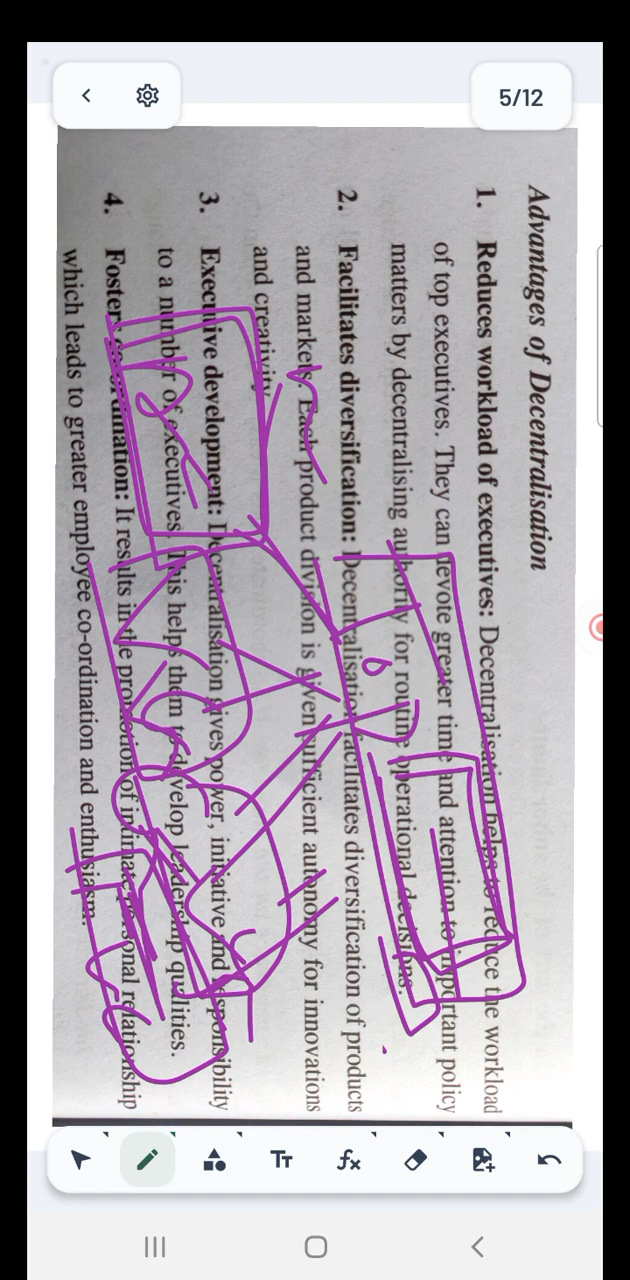 5/12
Advantages of Decentralisation
1. Reduces workload of executives: Decentralisation helps to reduce the workload
of top executives. They can devote greater time and attention to important policy
matters by decentralising authority for routine operational decisions.
2. Facilitates diversification: Decentralisation facilitates diversification of products
and markets. Each product division is given sufficient autonomy for innovations
and creativity.
3. Executive development: Decentralisation gives power, initiative and responsibility
to a number of executives. This helps them to develop leadership qualities.
4. Fosters co-ordination: It results in the promotion of intimate personal relationship
which leads to greater employee co-ordination and enthusiasm.
Tт
fx